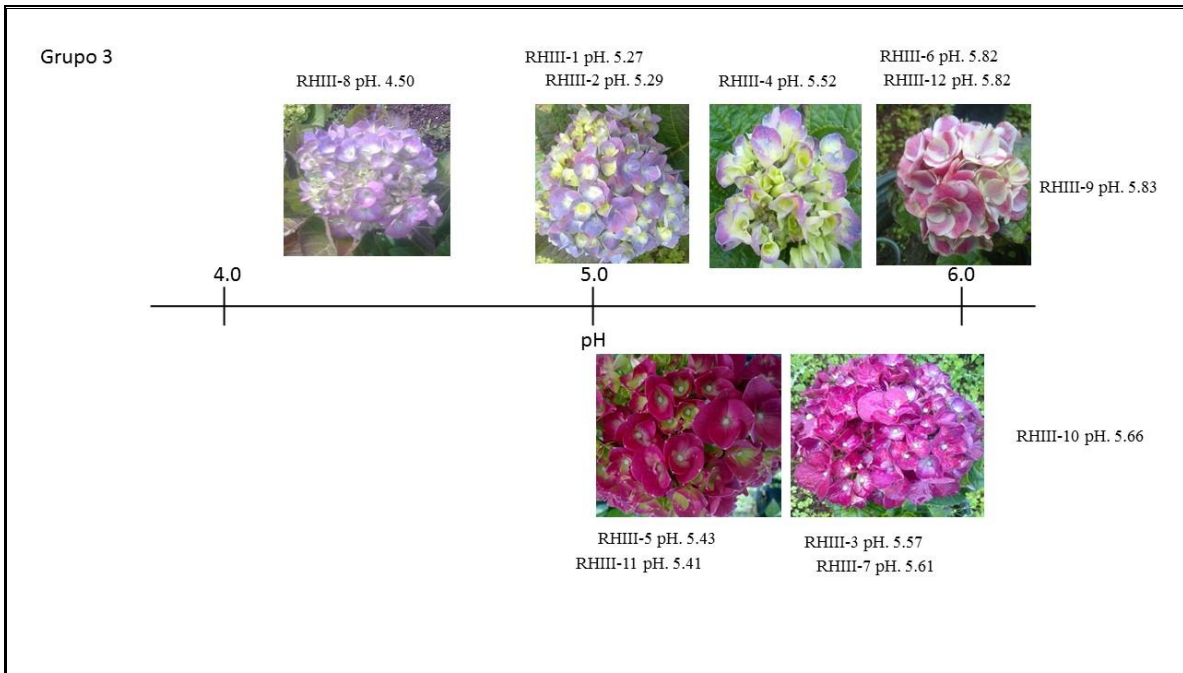 Grupo 3
RHIII-8 pH. 4.50
RHIII-1 pH. 5.27
RHIII-2 pH. 5.29
RHIII-4 pH. 5.52
RHIII-6 pH. 5.82
RHIII-12 pH. 5.82
RHIII-9 pH. 5.83
4.0
5.0
6.0
pH
RHIII-10 pH. 5.66
RHIII-5 pH. 5.43
RHIII-11 pH. 5.41
RHIII-3 pH. 5.57
RHIII-7 pH. 5.61